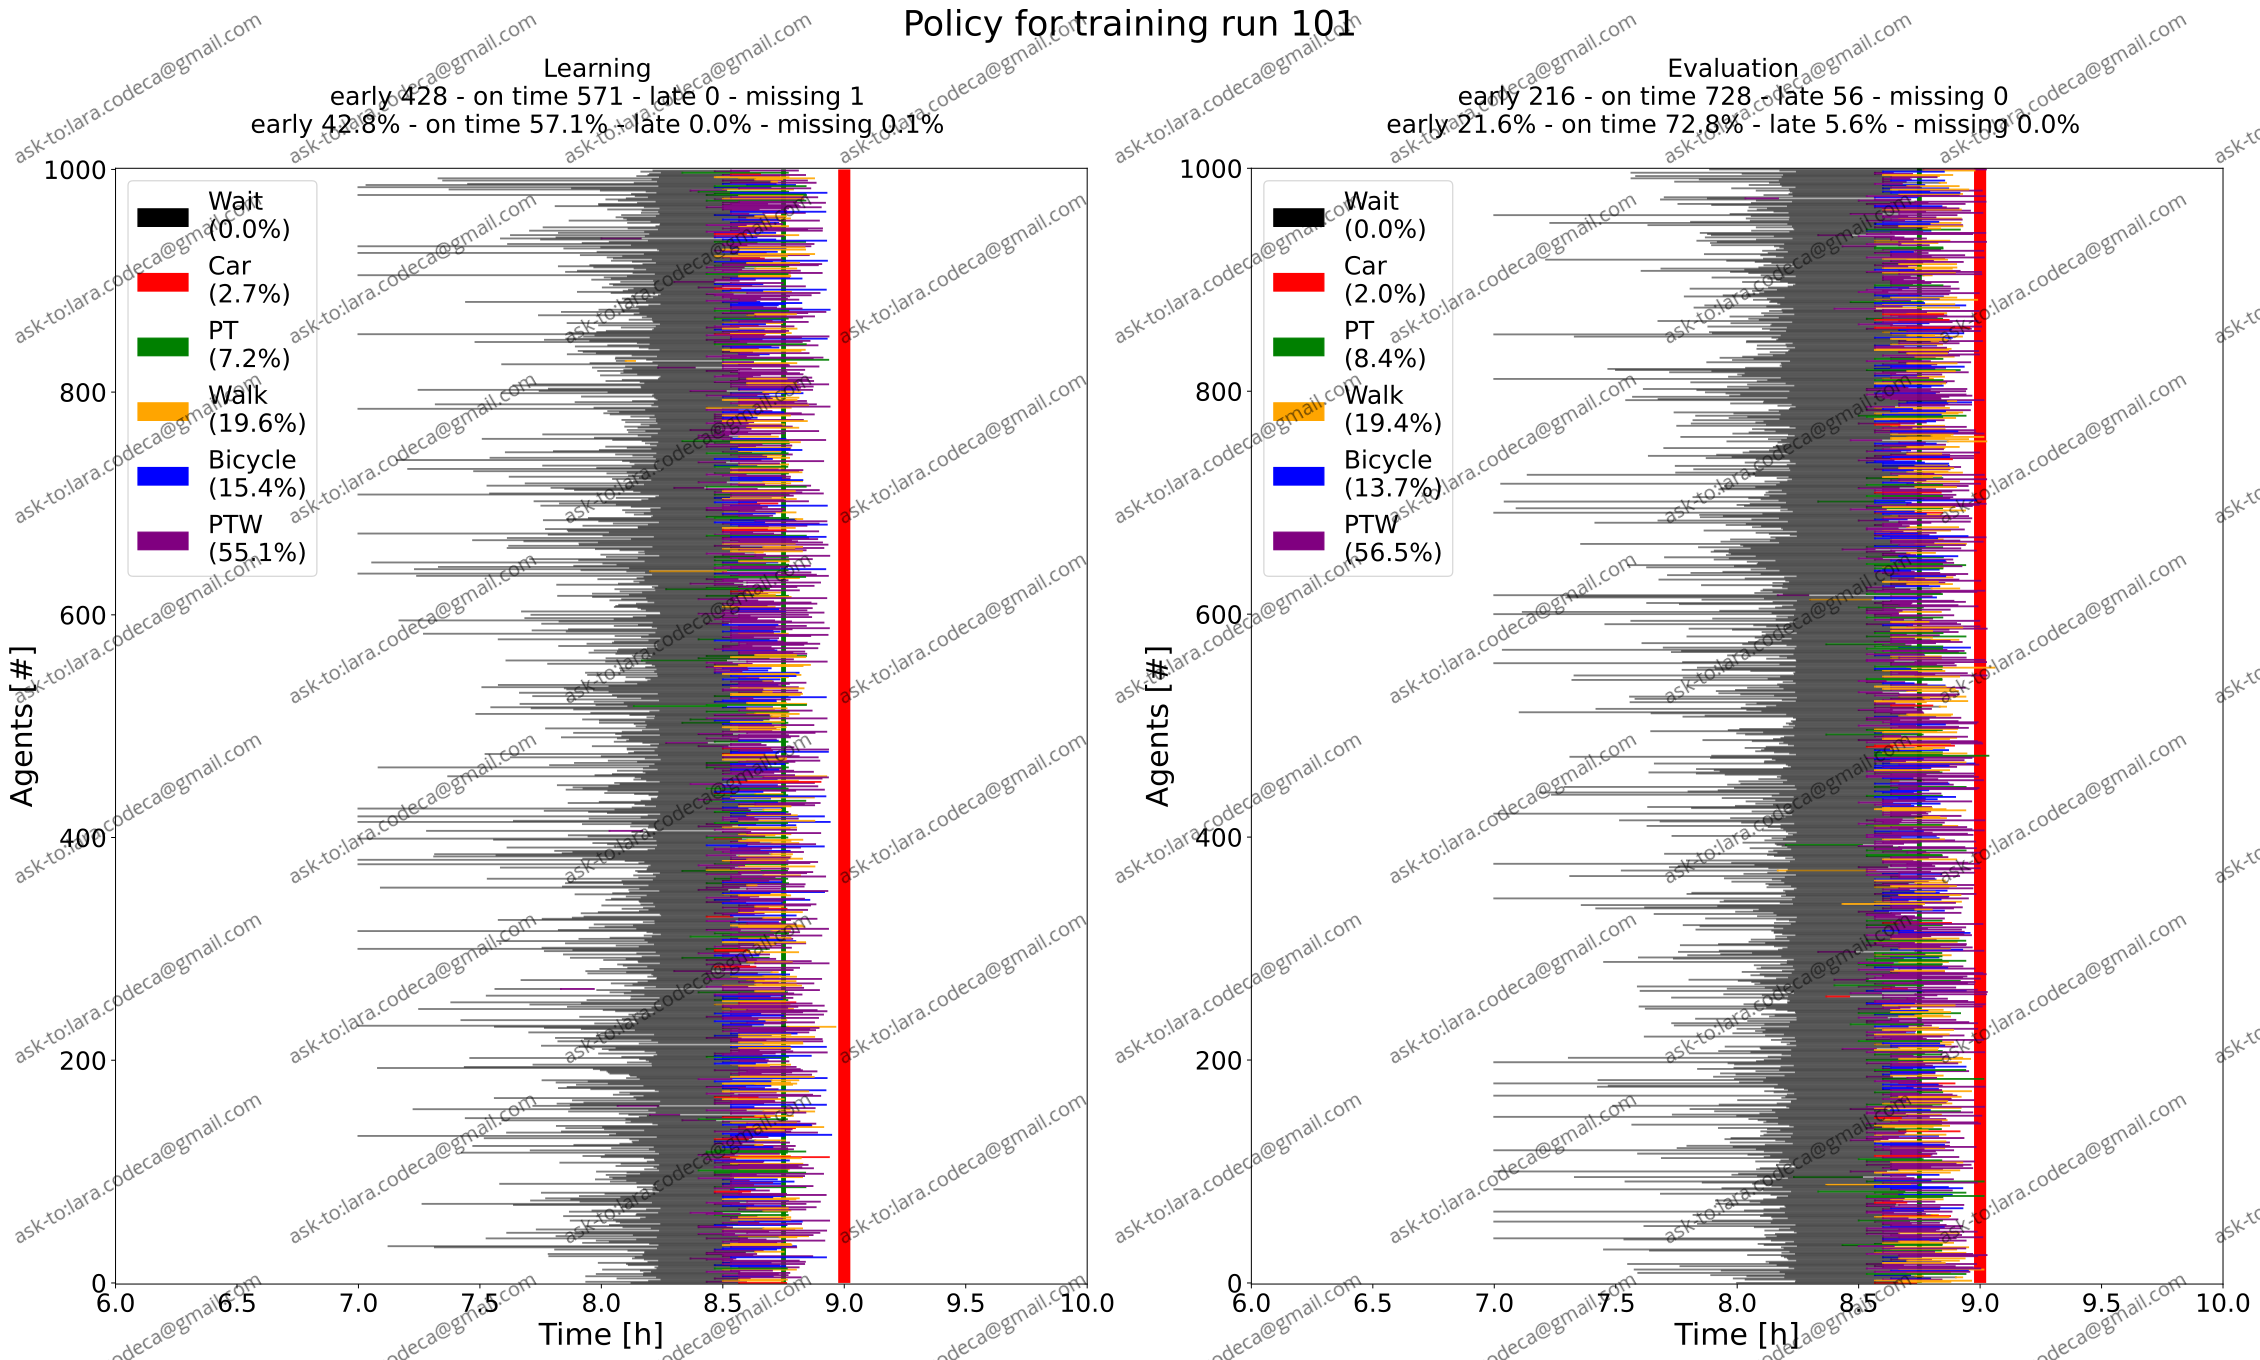 Policy for training run 101
Learning
early 428 - on time 571 - late 0 - missing 1
early 42.8% - on time 57.1% - late 0.0% - missing 0.1%
Wait
(0.0%)
Car
(2.7%)
PT
(7.2%)
Walk
(19.6%)
Bicycle
(15.4%)
PTW
(55.1%)
Agents [#]
1000
800
600
400
200
0
6.0 6.5 7.0 7.5 8.0 8.5 9.0 9.5 10.0
Time [h]
Evaluation
early 216 - on time 728 - late 56 - missing 0
early 21.6% - on time 72.8% - late 5.6% - missing 0.0%
Wait
(0.0%)
Car
(2.0%)
PT
(8.4%)
Walk
(19.4%)
Bicycle
(13.7%)
PTW
(56.5%)
Agents [#]
1000
800
600
400
200
0
6.0 6.5 7.0 7.5 8.0 8.5 9.0 9.5 10.0
Time [h]
ask-to:lara.codeca@gmail.com